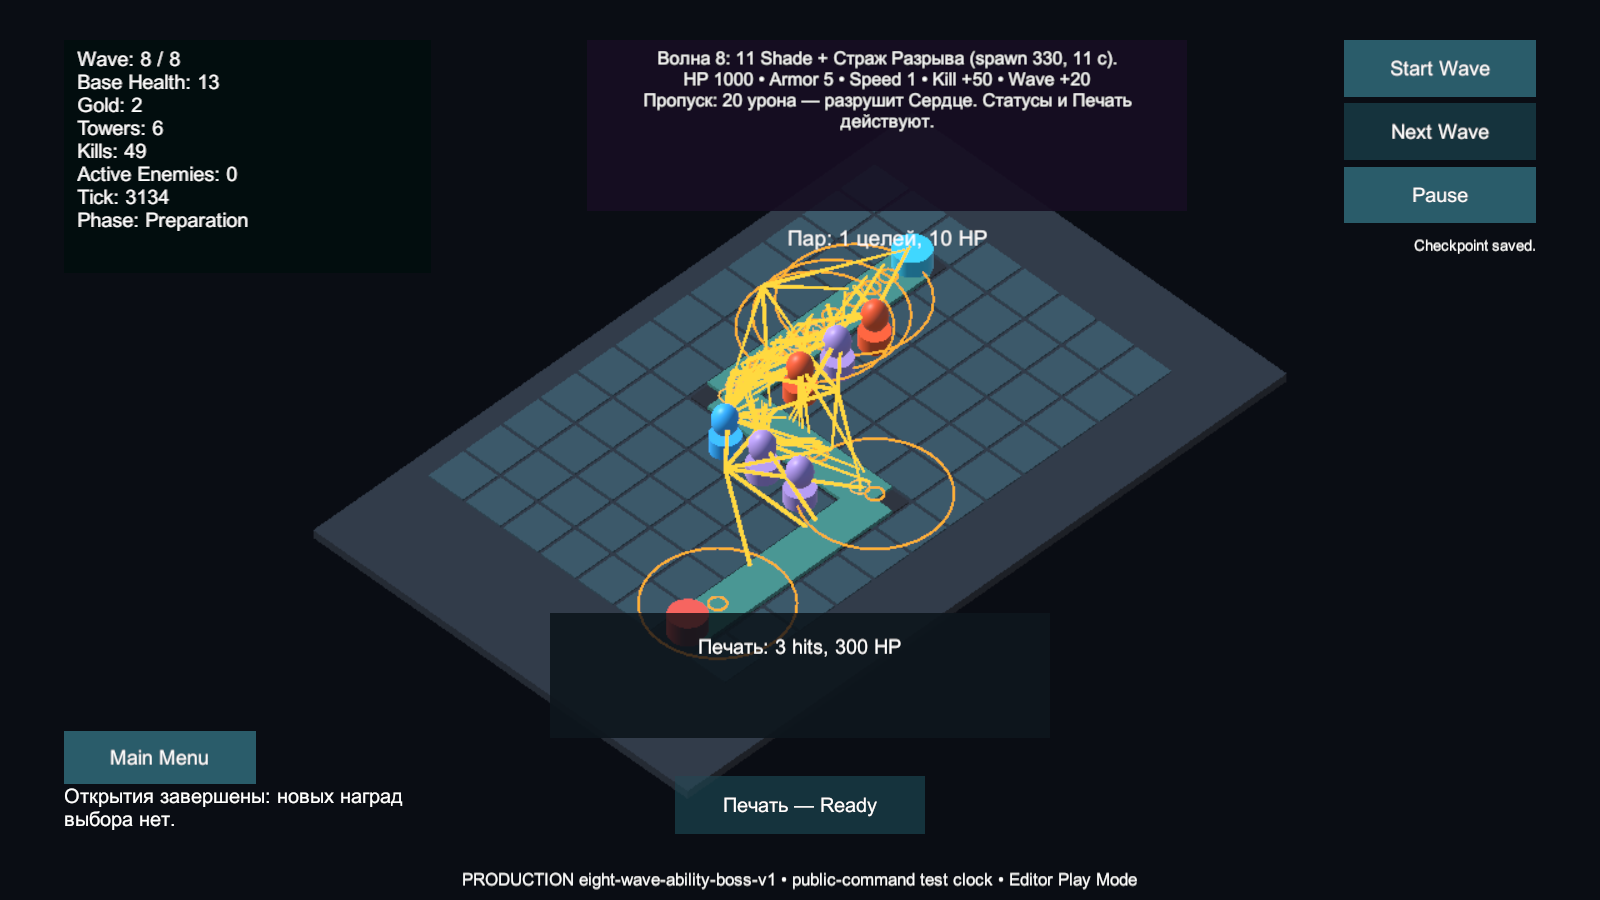 Wave: 8 / 8
Base Health: 13
Gold: 2
Towers: 6
Kills: 49
Active Enemies: 0
Tick: 3134
Phase: Preparation
Волна 8: 11 Shade + Страж Разрыва (spawn 330, 11 с).
HP 1000 • Armor 5 • Speed 1 • Kill +50 • Wave +20
Пропуск: 20 урона — разрушит Сердце. Статусы и Печать
действуют.
Start Wave
Next Wave
Pause
Checkpoint saved.
Пар: 1 целей, 10 HP
Печать: 3 hits, 300 HP
Main Menu
Открытия завершены: новых наград
выбора нет.
Печать — Ready
PRODUCTION eight-wave-ability-boss-v1 • public-command test clock • Editor Play Mode